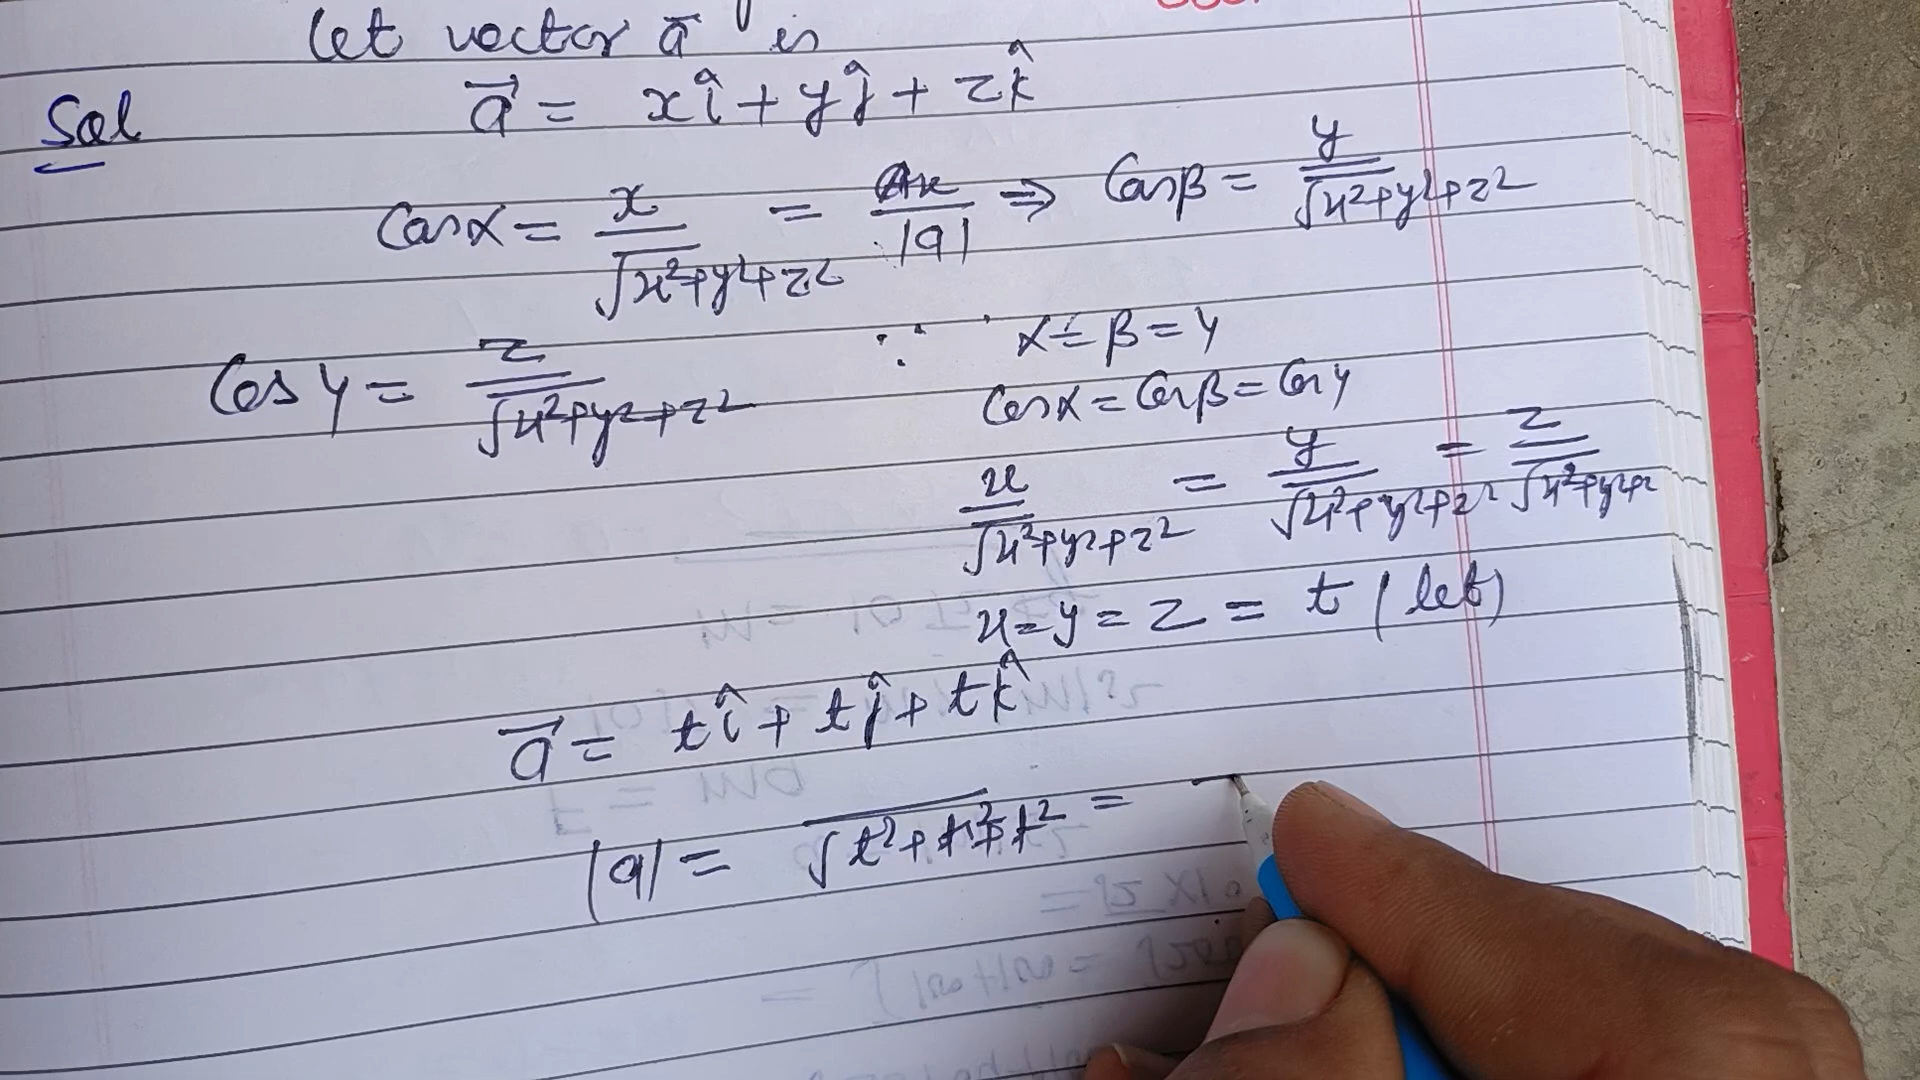 let vector a⃗ is
Sol a⃗ = xî + yĵ + zk̂
Cosα = x/√x²+y²+z² = Ax/|a| ⇒ Cosβ = y/√x²+y²+z²
Cosγ = z/√x²+y²+z² ∵ α = β = γ
Cosα = Cosβ = Cosγ
x/√x²+y²+z² = y/√x²+y²+z² = z/√x²+y²+z
x = y = z = t (let)
a⃗ = tî + tĵ + tk̂
|a| = √t²+t²+t² =